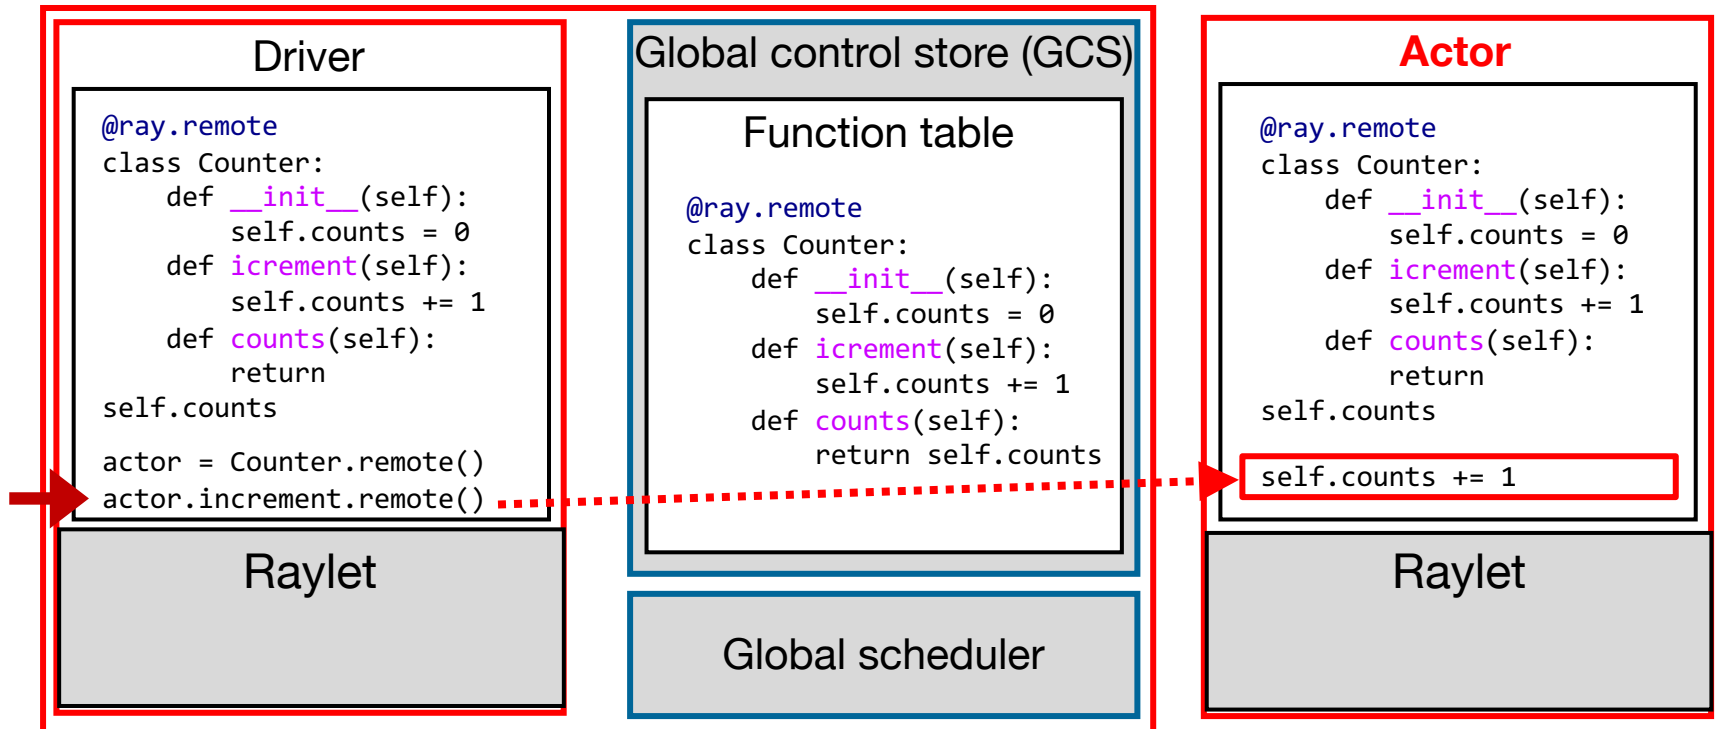 Driver
@ray.remote
class Counter:
    def __init__(self):
        self.counts = 0
    def icrement(self):
        self.counts += 1
    def counts(self):
        return
self.counts
actor = Counter.remote()
actor.increment.remote()
Raylet
Global control store (GCS)
Function table
@ray.remote
class Counter:
    def __init__(self):
        self.counts = 0
    def icrement(self):
        self.counts += 1
    def counts(self):
        return self.counts
Global scheduler
Actor
@ray.remote
class Counter:
    def __init__(self):
        self.counts = 0
    def icrement(self):
        self.counts += 1
    def counts(self):
        return
self.counts
self.counts += 1
Raylet